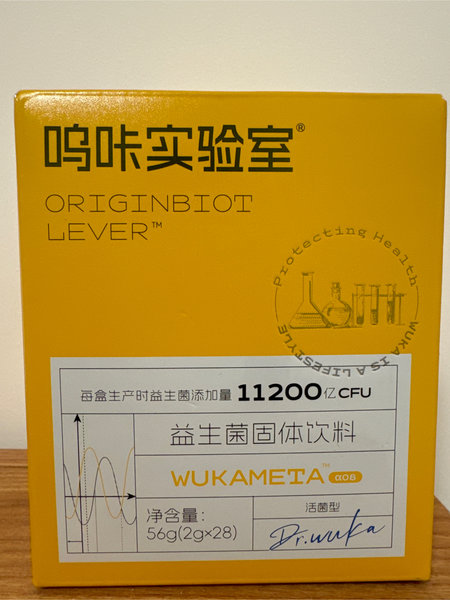 呜咔实验室®
ORIGINBIOT
LEVER™
Protecting Health
WUKA IS A LIFESTYLE
每盒生产时益生菌添加量 11200亿CFU
益生菌固体饮料
WUKAMETA™ α08
净含量:
56g(2g×28)
活菌型
Dr.wuka